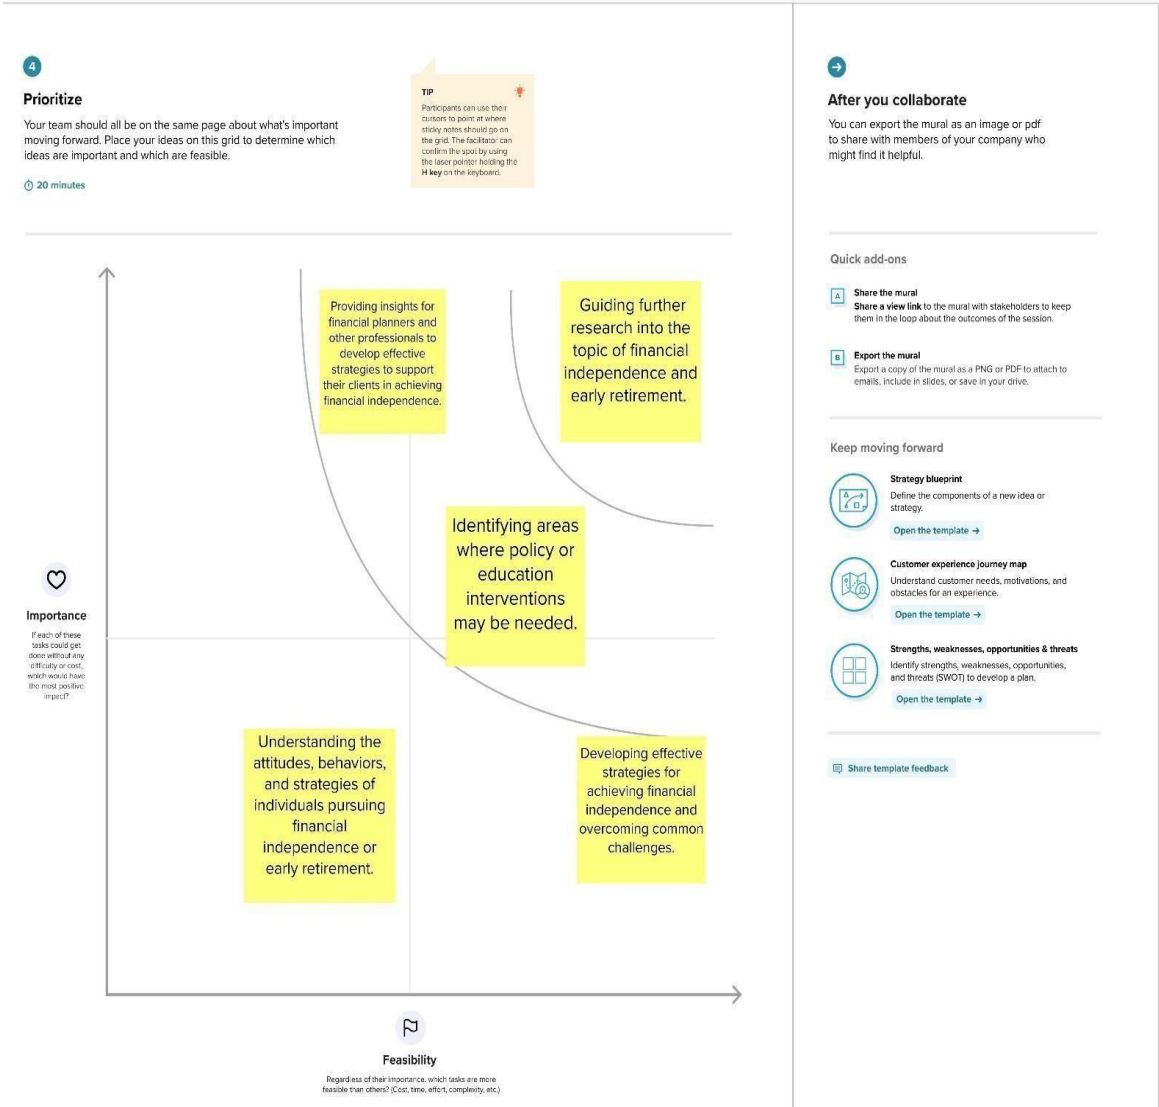 4
Prioritize
Your team should all be on the same page about what's important
moving forward. Place your ideas on this grid to determine which
ideas are important and which are feasible.
20 minutes
TIP
Participants can use their
cursors to point at where
sticky notes should go on
the grid. The facilitator can
confirm the spot by using
the laser pointer holding the
H key on the keyboard.
Providing insights for
financial planners and
other professionals to
develop effective
strategies to support
their clients in achieving
financial independence.
Guiding further
research into the
topic of financial
independence and
early retirement.
Identifying areas
where policy or
education
interventions
may be needed.
Importance
If each of these
tasks could get
done without any
difficulty or cost,
which would have
the most positive
impact?
Understanding the
attitudes, behaviors,
and strategies of
individuals pursuing
financial
independence or
early retirement.
Developing effective
strategies for
achieving financial
independence and
overcoming common
challenges.
Feasibility
Regardless of their importance, which tasks are more
feasible than others? (Cost, time, effort, complexity, etc.)
After you collaborate
You can export the mural as an image or pdf
to share with members of your company who
might find it helpful.
Quick add-ons
A
Share the mural
Share a view link to the mural with stakeholders to keep
them in the loop about the outcomes of the session.
B
Export the mural
Export a copy of the mural as a PNG or PDF to attach to
emails, include in slides, or save in your drive.
Keep moving forward
Strategy blueprint
Define the components of a new idea or
strategy.
Open the template →
Customer experience journey map
Understand customer needs, motivations, and
obstacles for an experience.
Open the template →
Strengths, weaknesses, opportunities & threats
Identify strengths, weaknesses, opportunities,
and threats (SWOT) to develop a plan.
Open the template →
Share template feedback